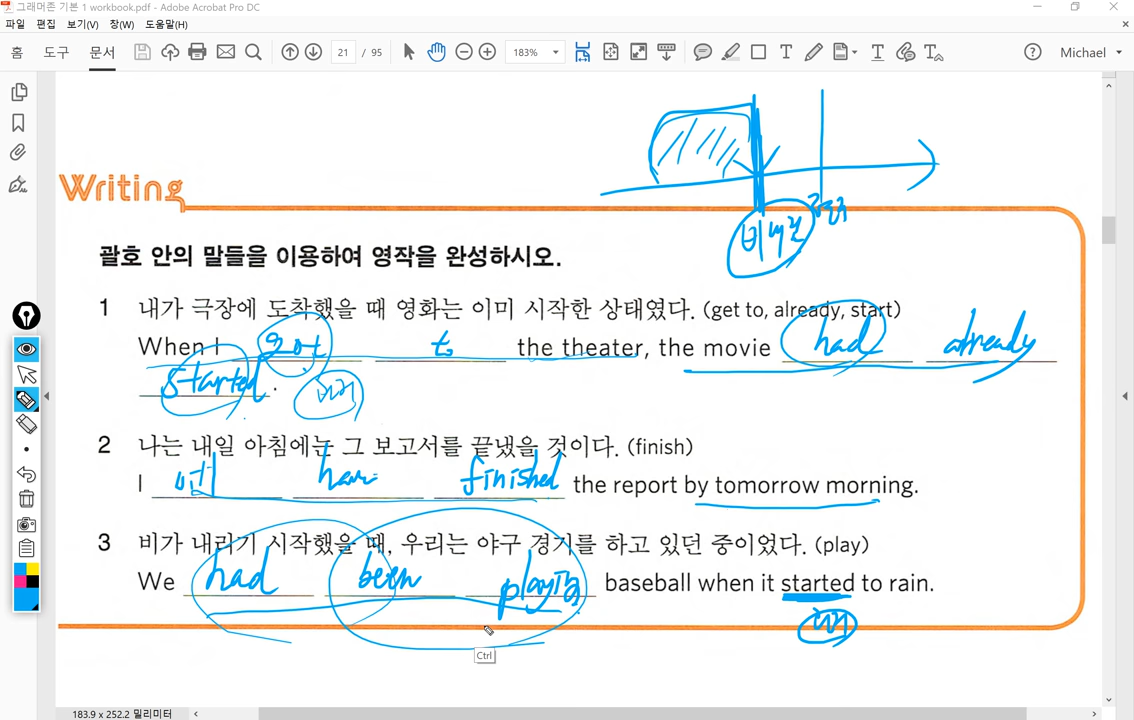 그래머존 기본 1 workbook.pdf - Adobe Acrobat Pro DC
파일 편집 보기(V) 창(W) 도움말(H)
홈 도구 문서 21 / 95 183% Michael
Writing
비 현재
괄호 안의 말들을 이용하여 영작을 완성하시오.
1 내가 극장에 도착했을 때 영화는 이미 시작한 상태였다. (get to, already, start)
When I got to the theater, the movie had already
started. 과거
2 나는 내일 아침에는 그 보고서를 끝냈을 것이다. (finish)
I have finished the report by tomorrow morning.
3 비가 내리기 시작했을 때, 우리는 야구 경기를 하고 있던 중이었다. (play)
We had been playing baseball when it started to rain.
과거
Ctrl
183.9 x 252.2 밀리미터